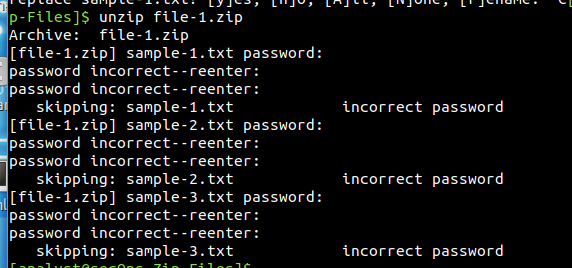 replace sample-1.txt: [y]es, [n]o, [A]ll, [N]one, [r]ename: ^C[
p-Files]$ unzip file-1.zip
Archive:  file-1.zip
[file-1.zip] sample-1.txt password:
password incorrect--reenter:
password incorrect--reenter:
   skipping: sample-1.txt            incorrect password
[file-1.zip] sample-2.txt password:
password incorrect--reenter:
password incorrect--reenter:
   skipping: sample-2.txt            incorrect password
[file-1.zip] sample-3.txt password:
password incorrect--reenter:
password incorrect--reenter:
   skipping: sample-3.txt            incorrect password
[analyst@secOps Zip-Files]$